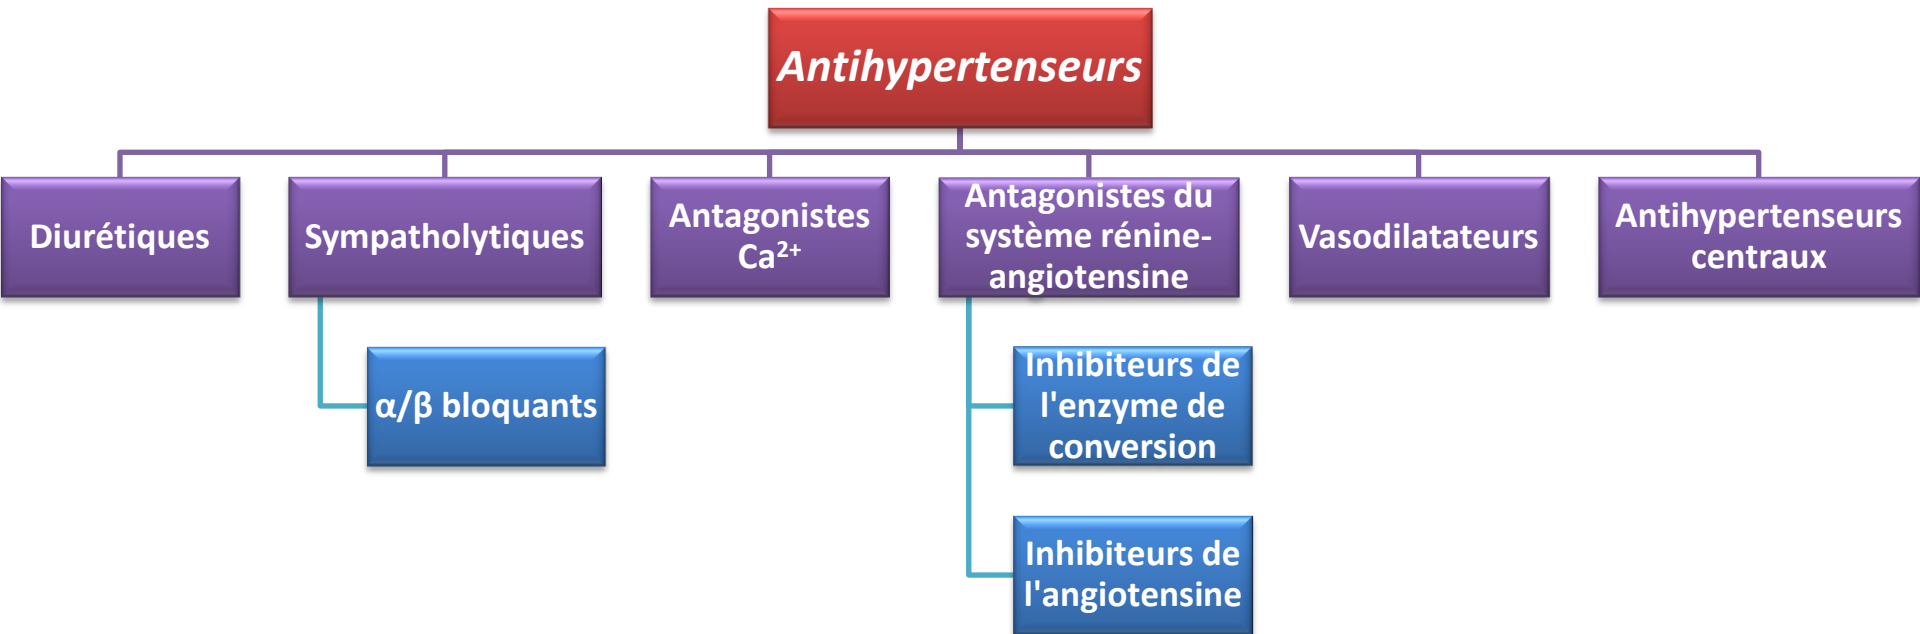 Antihypertenseurs
Diurétiques
Sympatholytiques
Antagonistes
Ca²⁺
Antagonistes du
système rénine-
angiotensine
Vasodilatateurs
Antihypertenseurs
centraux
α/β bloquants
Inhibiteurs de
l'enzyme de
conversion
Inhibiteurs de
l'angiotensine